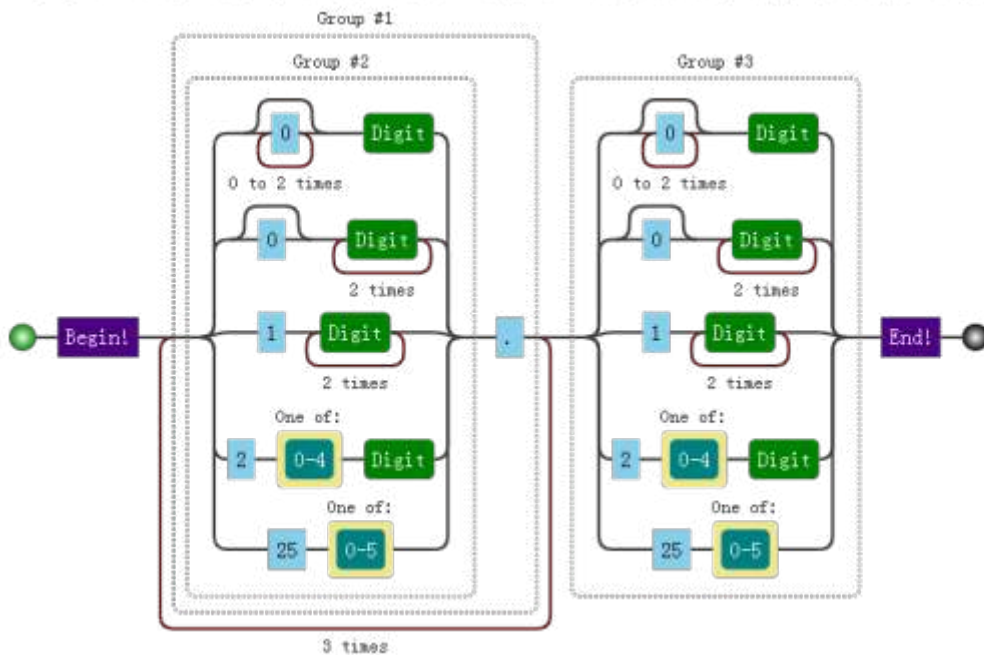 Group #1
Group #2 Group #3
0 Digit 0 Digit
0 to 2 times 0 to 2 times
0 Digit 0 Digit
2 times 2 times
Begin! 1 Digit . 1 Digit End!
2 times 2 times
One of: One of:
2 0-4 Digit 2 0-4 Digit
One of: One of:
25 0-5 25 0-5
3 times